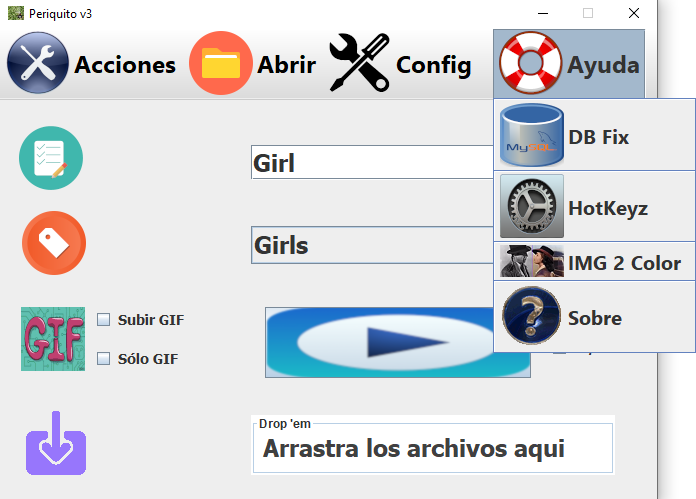 Periquito v3
Acciones Abrir Config Ayuda
DB Fix
MySQL
Girl
HotKeyz
Girls
IMG 2 Color
Sobre
GIF
Subir GIF
Sólo GIF
Drop 'em
Arrastra los archivos aqui